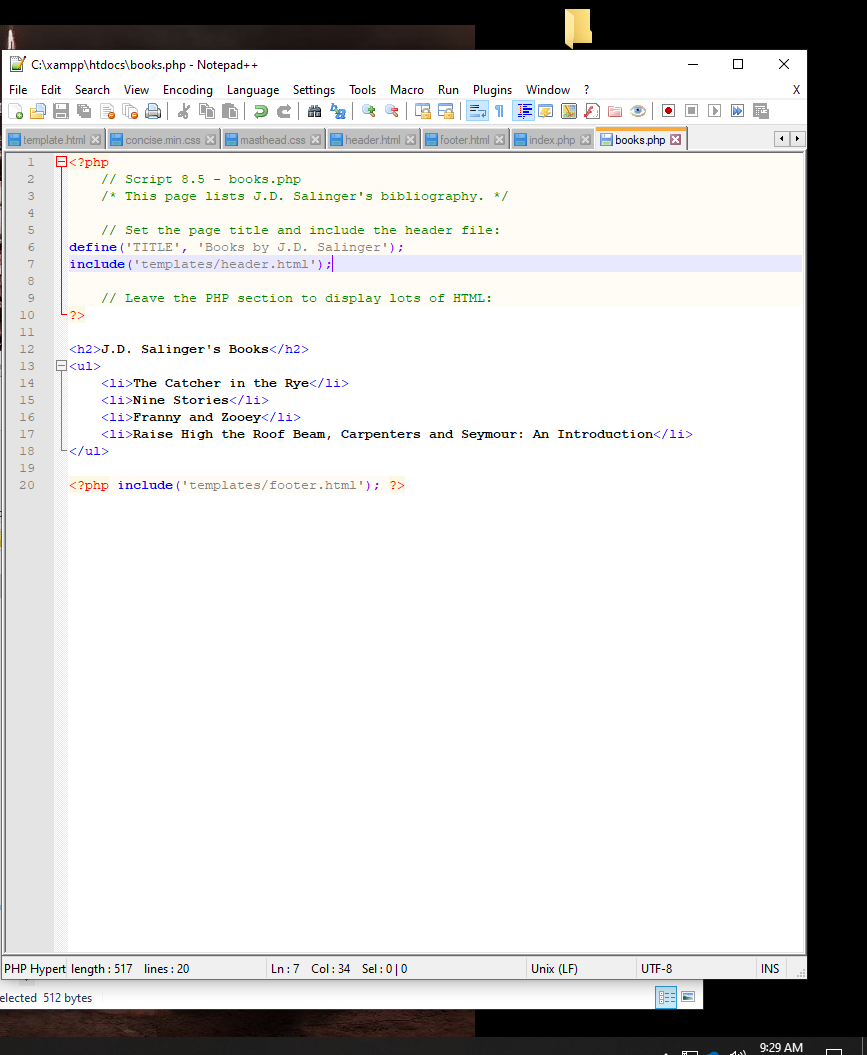 C:\xampp\htdocs\books.php - Notepad++
File Edit Search View Encoding Language Settings Tools Macro Run Plugins Window ? X
template.html concise.min.css masthead.css header.html footer.html index.php books.php
1 <?php
2 // Script 8.5 - books.php
3 /* This page lists J.D. Salinger's bibliography. */
4
5 // Set the page title and include the header file:
6 define('TITLE', 'Books by J.D. Salinger');
7 include('templates/header.html');
8
9 // Leave the PHP section to display lots of HTML:
10 ?>
11
12 <h2>J.D. Salinger's Books</h2>
13 <ul>
14 <li>The Catcher in the Rye</li>
15 <li>Nine Stories</li>
16 <li>Franny and Zooey</li>
17 <li>Raise High the Roof Beam, Carpenters and Seymour: An Introduction</li>
18 </ul>
19
20 <?php include('templates/footer.html'); ?>
PHP Hypert length : 517 lines : 20 Ln : 7 Col : 34 Sel : 0 | 0 Unix (LF) UTF-8 INS
elected 512 bytes
9:29 AM